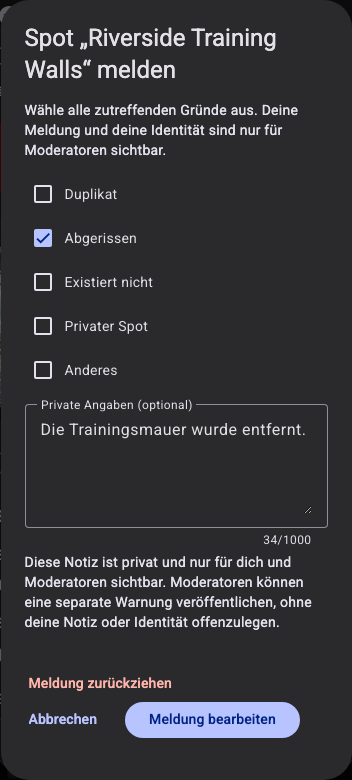 Spot „Riverside Training
Walls“ melden
Wähle alle zutreffenden Gründe aus. Deine
Meldung und deine Identität sind nur für
Moderatoren sichtbar.
Duplikat
Abgerissen
Existiert nicht
Privater Spot
Anderes
Private Angaben (optional)
Die Trainingsmauer wurde entfernt.
34/1000
Diese Notiz ist privat und nur für dich und
Moderatoren sichtbar. Moderatoren können
eine separate Warnung veröffentlichen, ohne
deine Notiz oder Identität offenzulegen.
Meldung zurückziehen
Abbrechen
Meldung bearbeiten